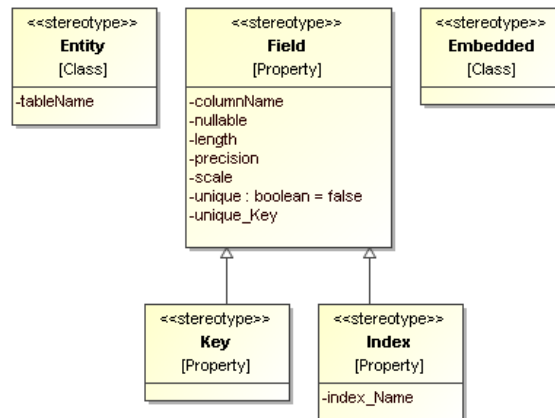 <<stereotype>>
Entity
[Class]
-tableName
<<stereotype>>
Field
[Property]
-columnName
-nullable
-length
-precision
-scale
-unique : boolean = false
-unique_Key
<<stereotype>>
Embedded
[Class]
<<stereotype>>
Key
[Property]
<<stereotype>>
Index
[Property]
-index_Name